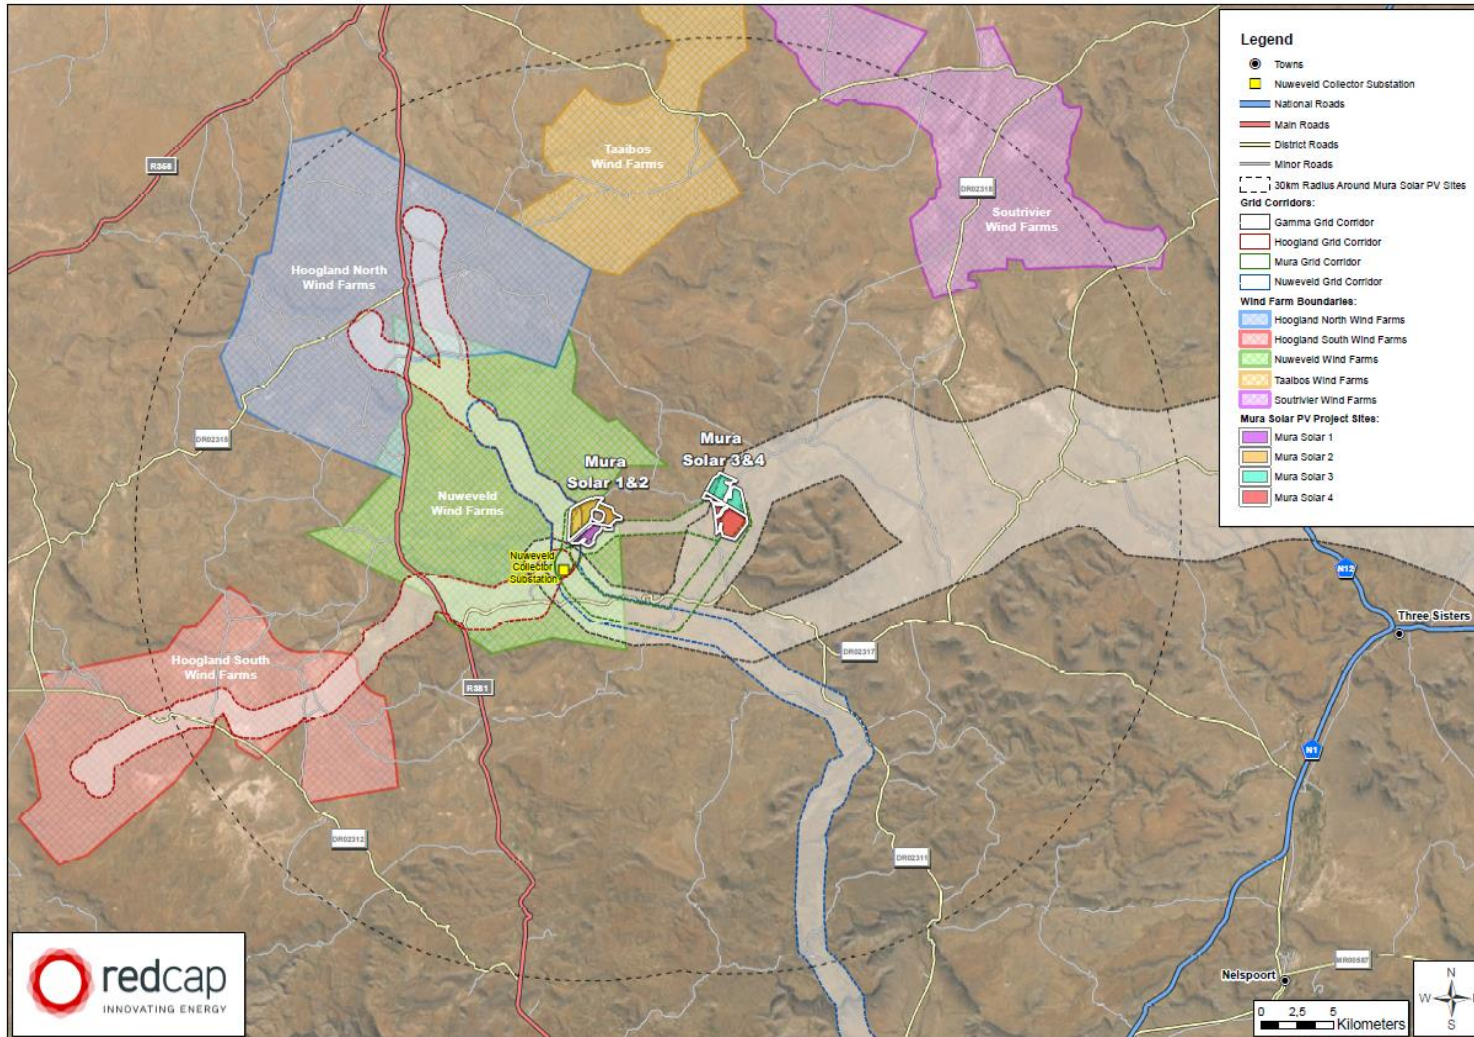 Legend
Towns
Nuweveld Collector Substation
National Roads
Main Roads
District Roads
Minor Roads
30km Radius Around Mura Solar PV Sites
Grid Corridors:
Gamma Grid Corridor
Hoogland Grid Corridor
Mura Grid Corridor
Nuweveld Grid Corridor
Wind Farm Boundaries:
Hoogland North Wind Farms
Hoogland South Wind Farms
Nuweveld Wind Farms
Taaibos Wind Farms
Soutrivier Wind Farms
Mura Solar PV Project Sites:
Mura Solar 1
Mura Solar 2
Mura Solar 3
Mura Solar 4
Taaibos
Wind Farms
DR02318
Soutrivier
Wind Farms
Hoogland North
Wind Farms
DR02315
Mura
Solar 3&4
Mura
Solar 1&2
Nuweveld
Wind Farms
Nuweveld
Collector
Substation
N12
Three Sisters
DR02317
Hoogland South
Wind Farms
R381
N1
DR02312
DR02311
Nelspoort
MR00587
redcap
INNOVATING ENERGY
0 2,5 5
Kilometers
N
W
S